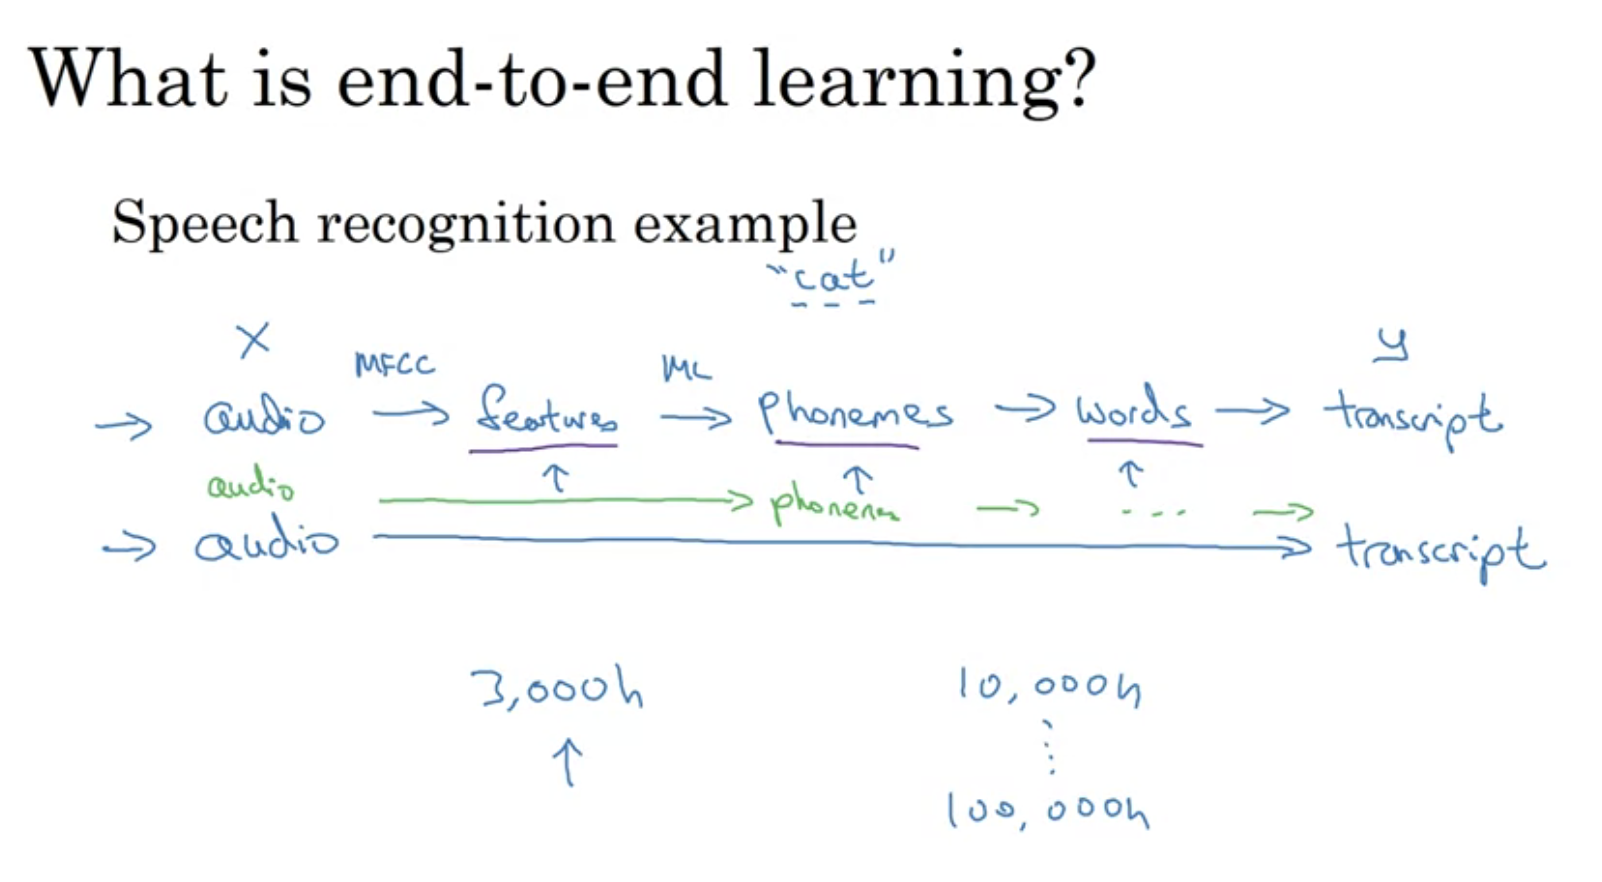 What is end-to-end learning?
Speech recognition example
"cat"
X MFCC ML y
→ audio → features → phonemes → words → transcript
↑ ↑ ↑
audio → phonemes → ... →
→ audio → transcript
3,000h 10,000h
↑ ⋮
100,000h